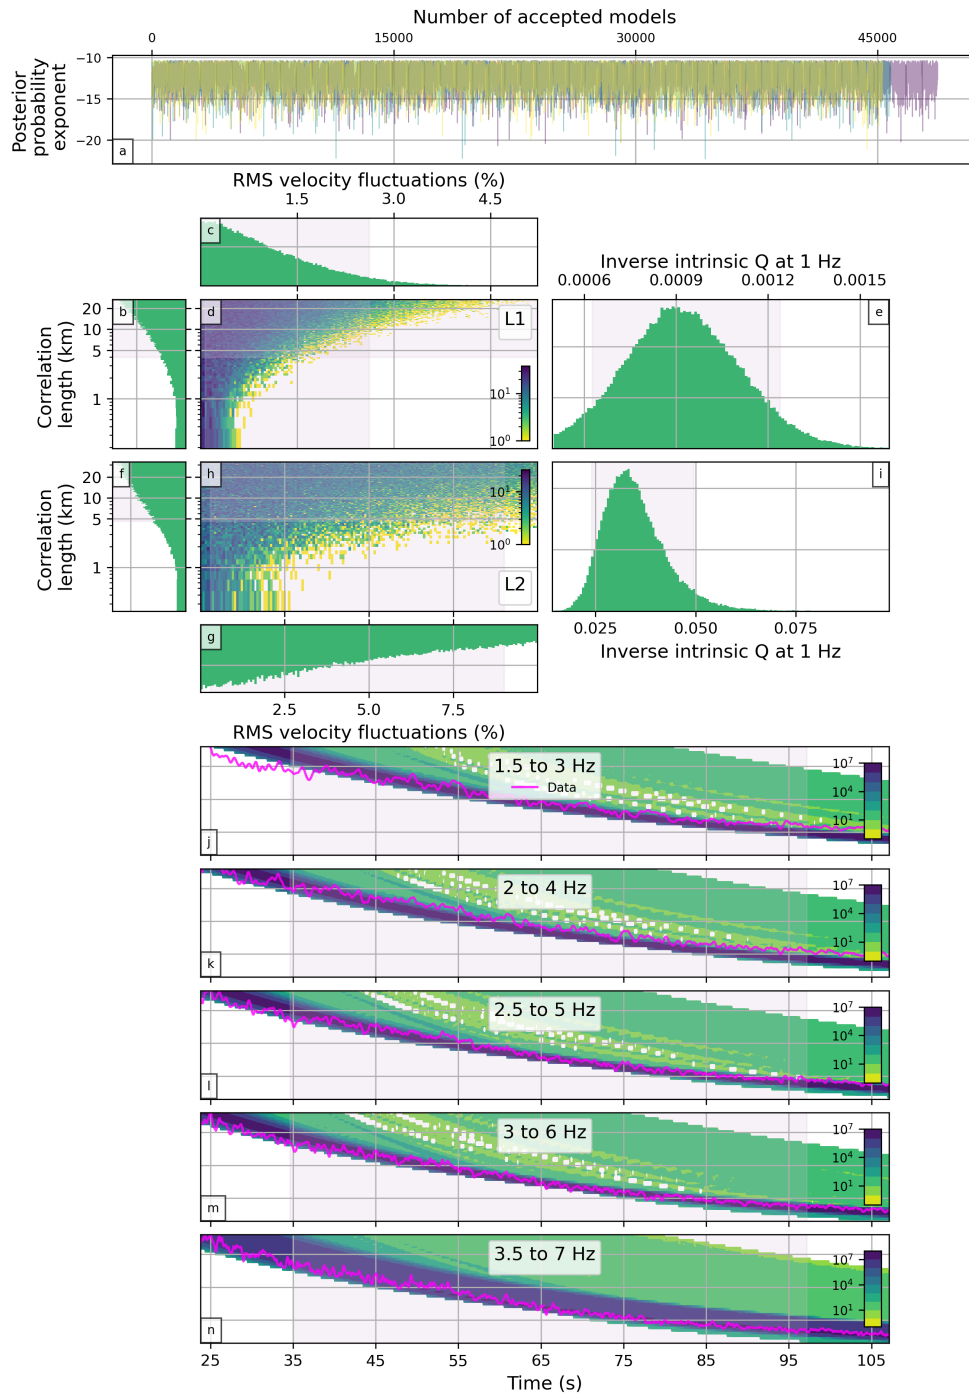 Number of accepted models
0 15000 30000 45000
Posterior
probability
exponent
−10
−15
−20
a
RMS velocity fluctuations (%)
1.5 3.0 4.5
c
Inverse intrinsic Q at 1 Hz
0.0006 0.0009 0.0012 0.0015
Correlation
length (km)
b
20
10
5
1
d
L1
10¹
10⁰
e
Correlation
length (km)
f
20
10
5
1
h
10¹
10⁰
L2
i
0.025 0.050 0.075
Inverse intrinsic Q at 1 Hz
g
2.5 5.0 7.5
RMS velocity fluctuations (%)
1.5 to 3 Hz
Data
10⁷
10⁴
10¹
j
2 to 4 Hz
10⁷
10⁴
10¹
k
2.5 to 5 Hz
10⁷
10⁴
10¹
l
3 to 6 Hz
10⁷
10⁴
10¹
m
3.5 to 7 Hz
10⁷
10⁴
10¹
n
25 35 45 55 65 75 85 95 105
Time (s)